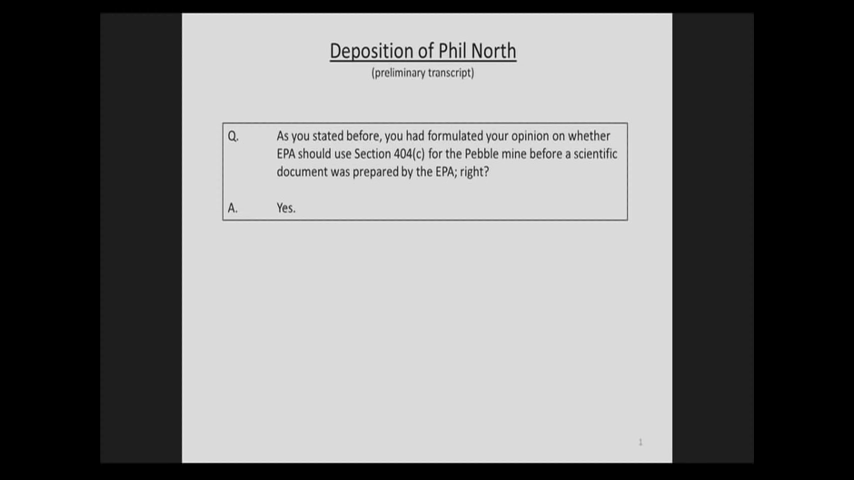 Deposition of Phil North
(preliminary transcript)
Q. As you stated before, you had formulated your opinion on whether
EPA should use Section 404(c) for the Pebble mine before a scientific
document was prepared by the EPA; right?
A. Yes.
1